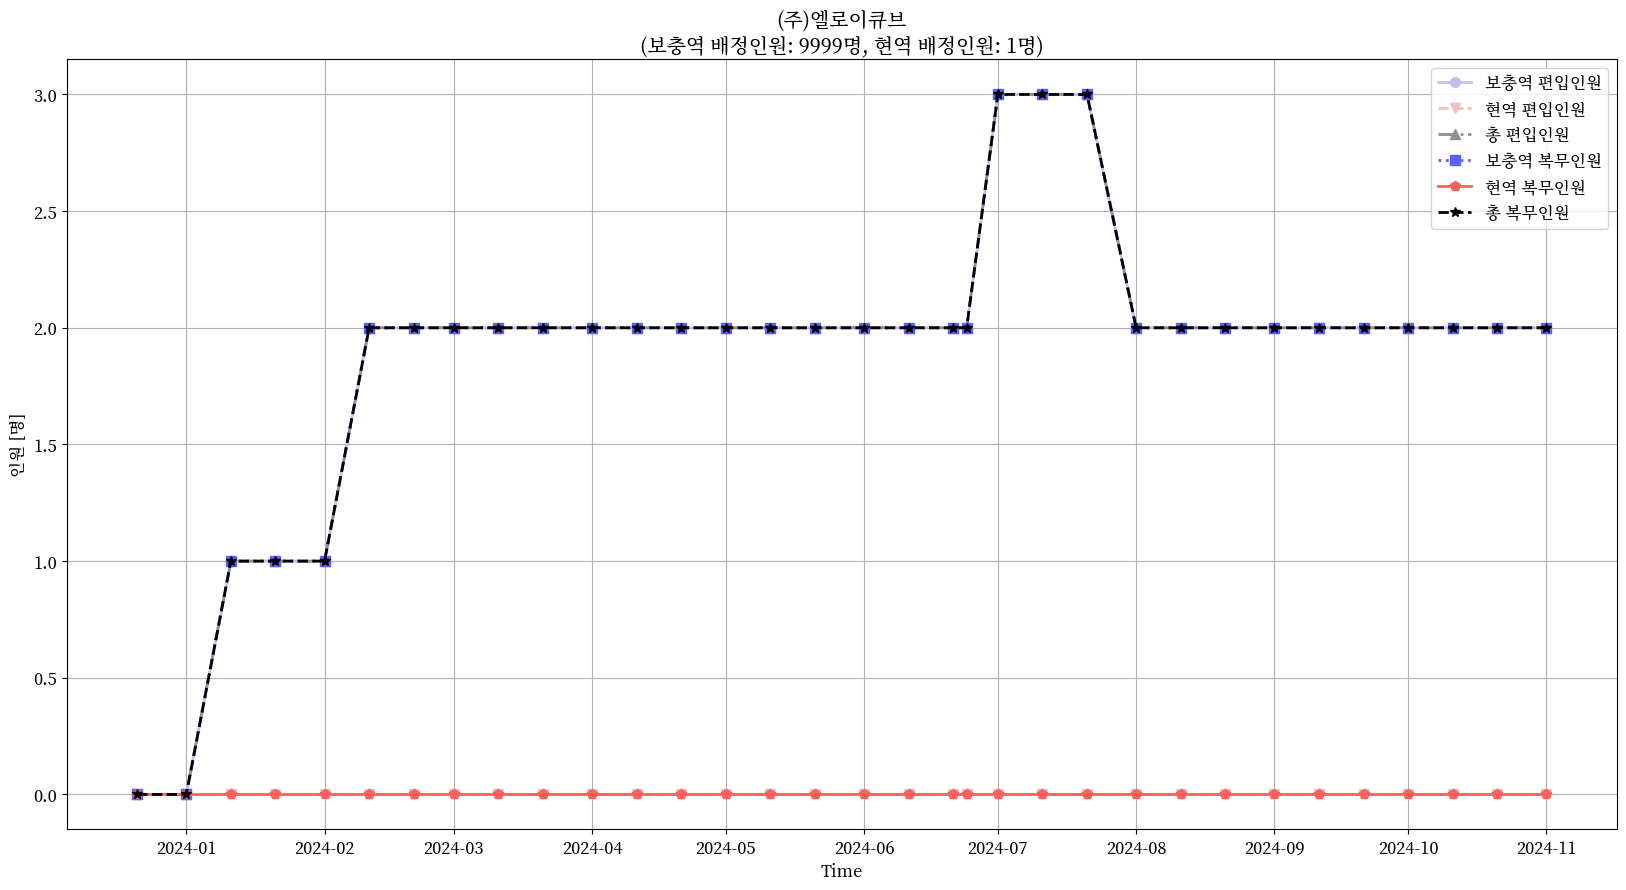 (주)엘로이큐브
(보충역 배정인원: 9999명, 현역 배정인원: 1명)
보충역 편입인원
현역 편입인원
총 편입인원
보충역 복무인원
현역 복무인원
총 복무인원
인원 [명]
3.0
2.5
2.0
1.5
1.0
0.5
0.0
2024-01 2024-02 2024-03 2024-04 2024-05 2024-06 2024-07 2024-08 2024-09 2024-10 2024-11
Time